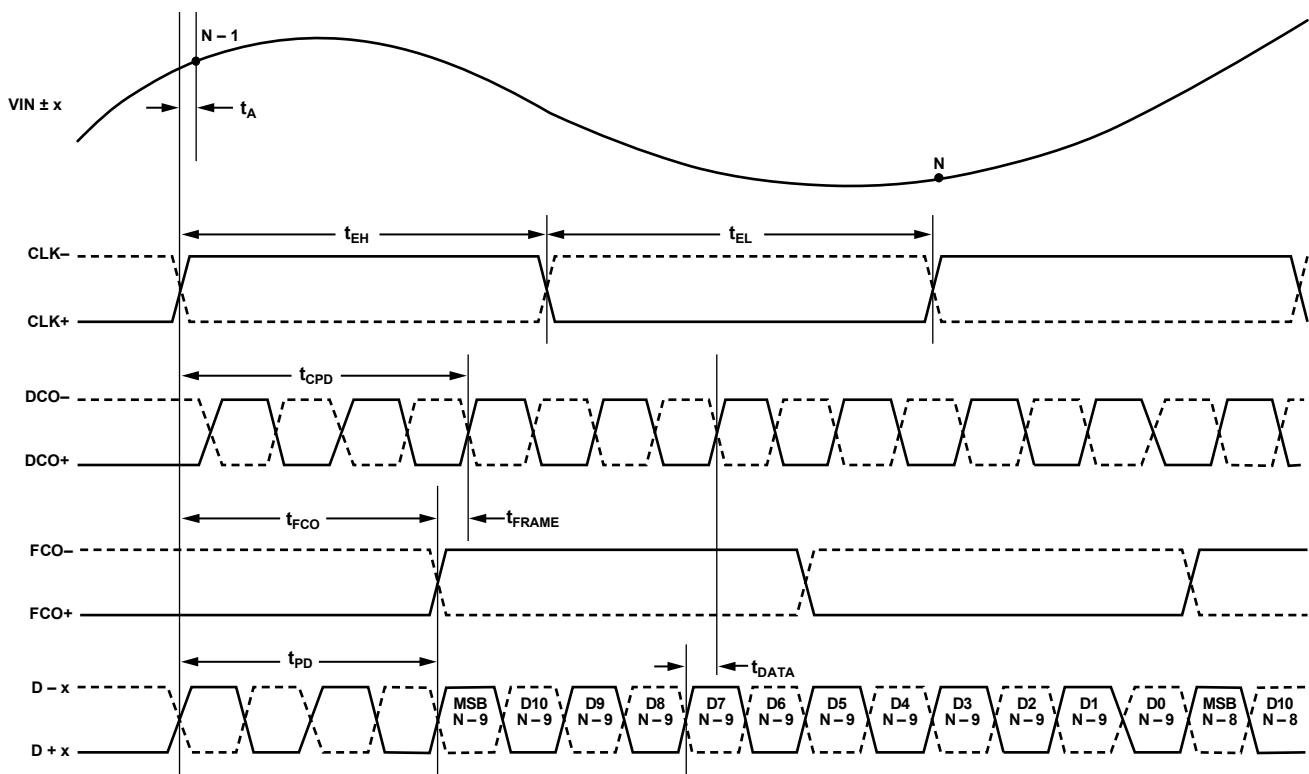 N – 1
VIN ± x
tA
N
tEH
tEL
CLK–
CLK+
tCPD
DCO–
DCO+
tFCO
tFRAME
FCO–
FCO+
tPD
tDATA
D – x
MSB N – 9
D10 N – 9
D9 N – 9
D8 N – 9
D7 N – 9
D6 N – 9
D5 N – 9
D4 N – 9
D3 N – 9
D2 N – 9
D1 N – 9
D0 N – 9
MSB N – 8
D10 N – 8
D + x